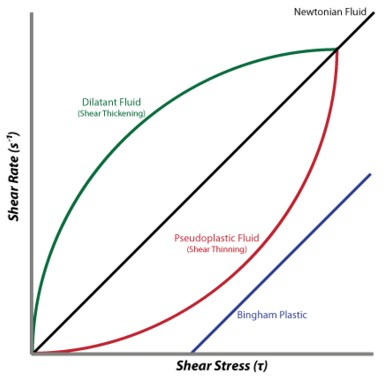 Newtonian Fluid
Dilatant Fluid
(Shear Thickening)
Shear Rate (s⁻¹)
Pseudoplastic Fluid
(Shear Thinning)
Bingham Plastic
Shear Stress (τ)